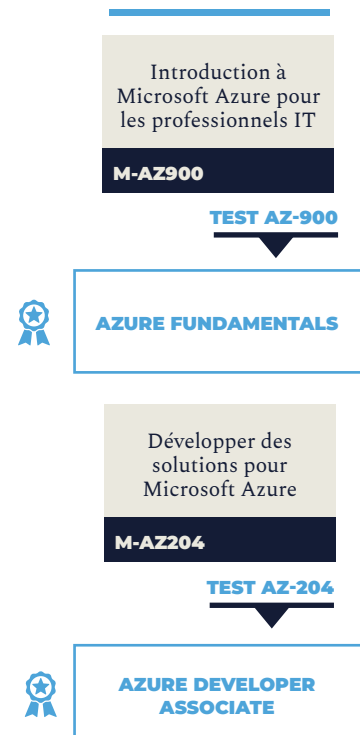 Introduction à
Microsoft Azure pour
les professionnels IT
M-AZ900
TEST AZ-900
AZURE FUNDAMENTALS
Développer des
solutions pour
Microsoft Azure
M-AZ204
TEST AZ-204
AZURE DEVELOPER
ASSOCIATE